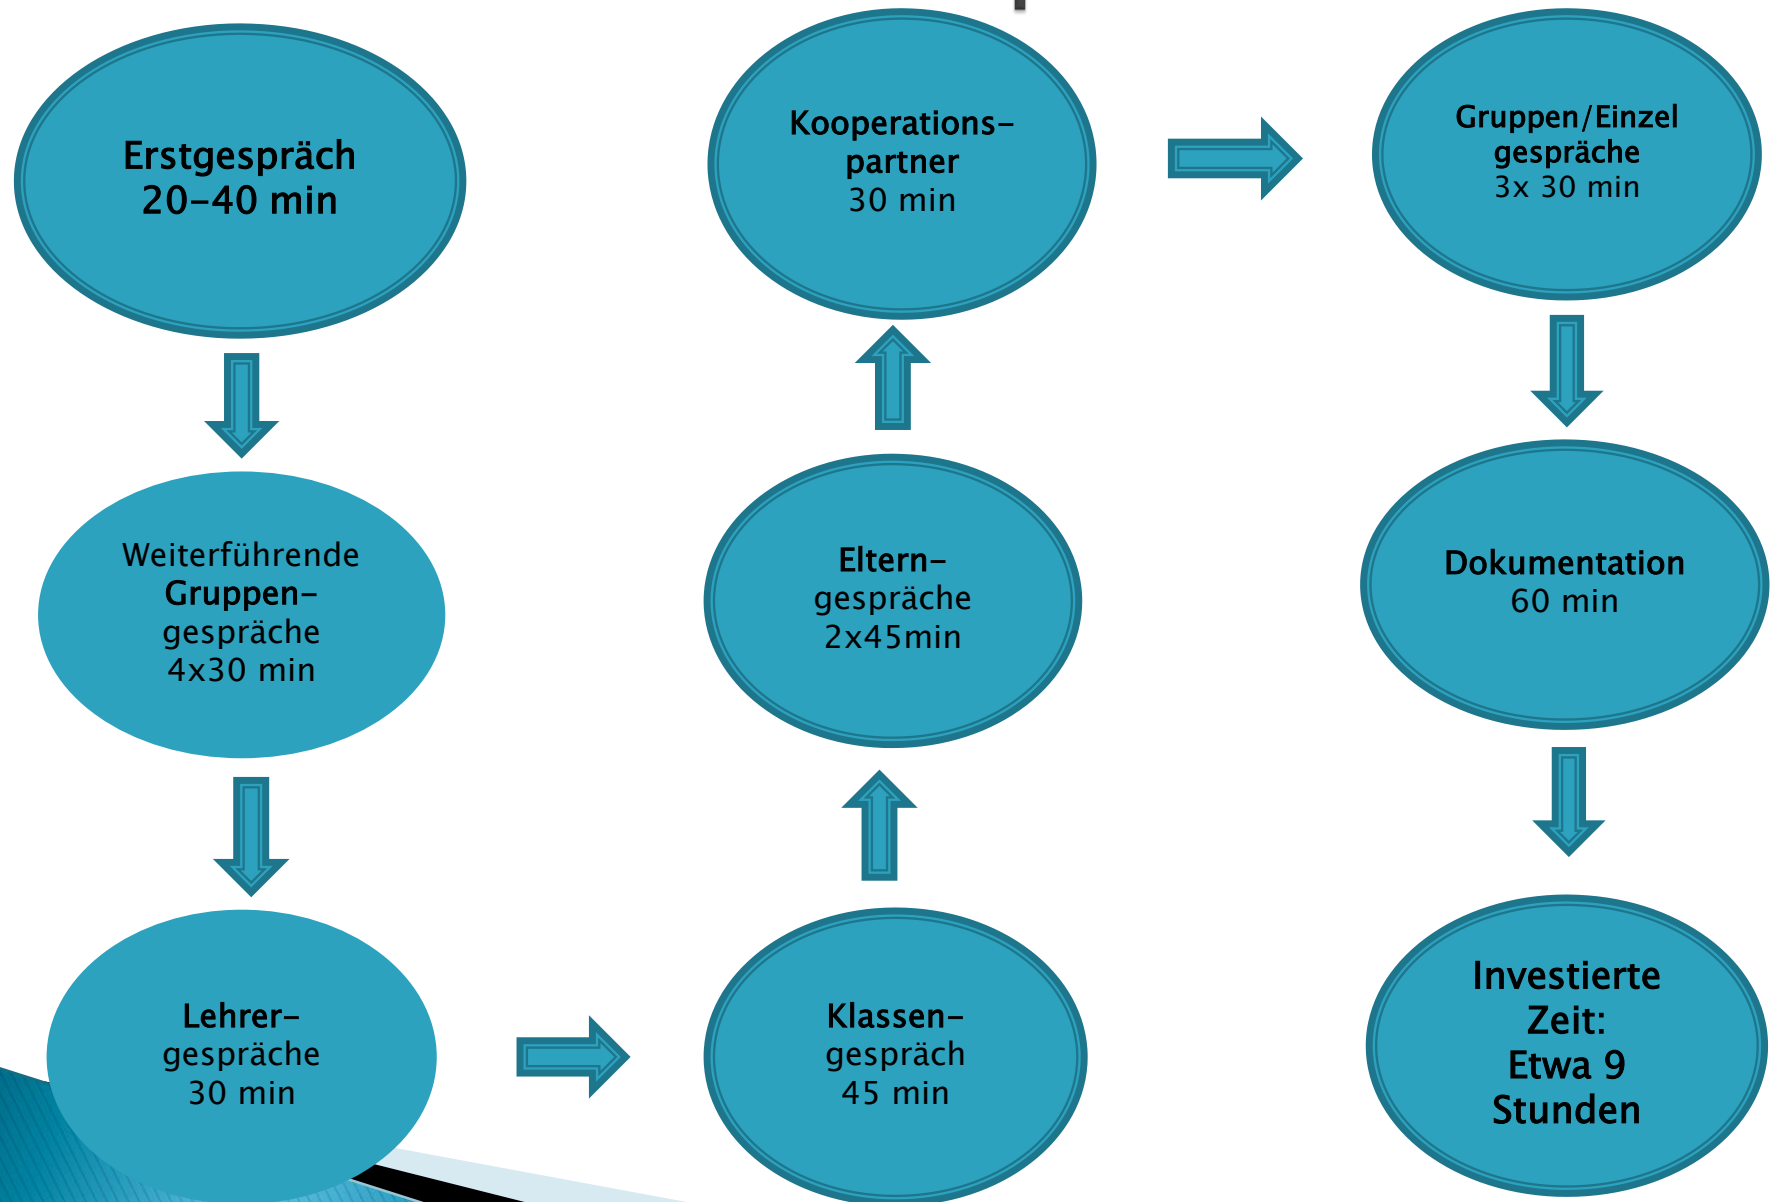 Erstgespräch
20-40 min
Weiterführende
Gruppen-
gespräche
4x30 min
Lehrer-
gespräche
30 min
Klassen-
gespräch
45 min
Eltern-
gespräche
2x45min
Kooperations-
partner
30 min
Gruppen/Einzel
gespräche
3x 30 min
Dokumentation
60 min
Investierte
Zeit:
Etwa 9
Stunden